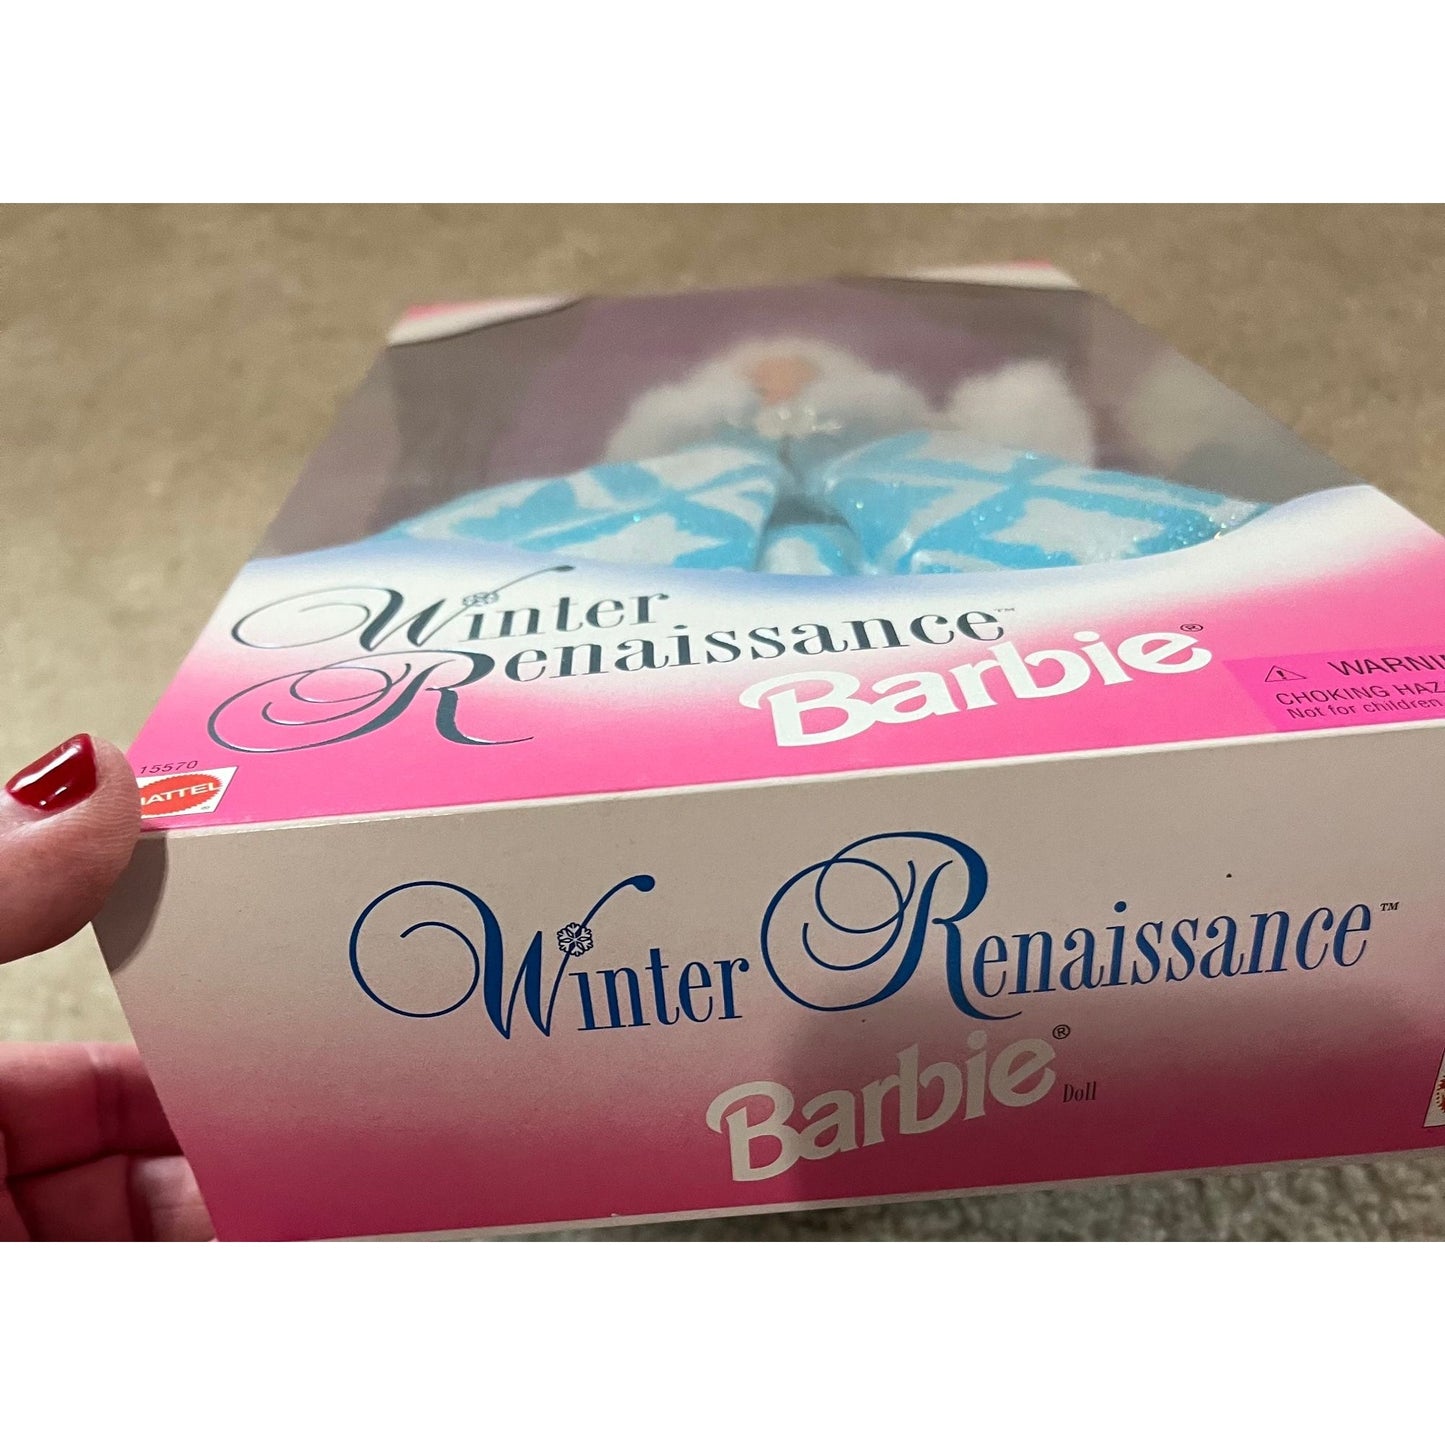 Winter
Renaissance™
Barbie®
WARNI
CHOKING HAZ
Not for children
15570
MATTEL
Winter Renaissance™
Barbie® Doll